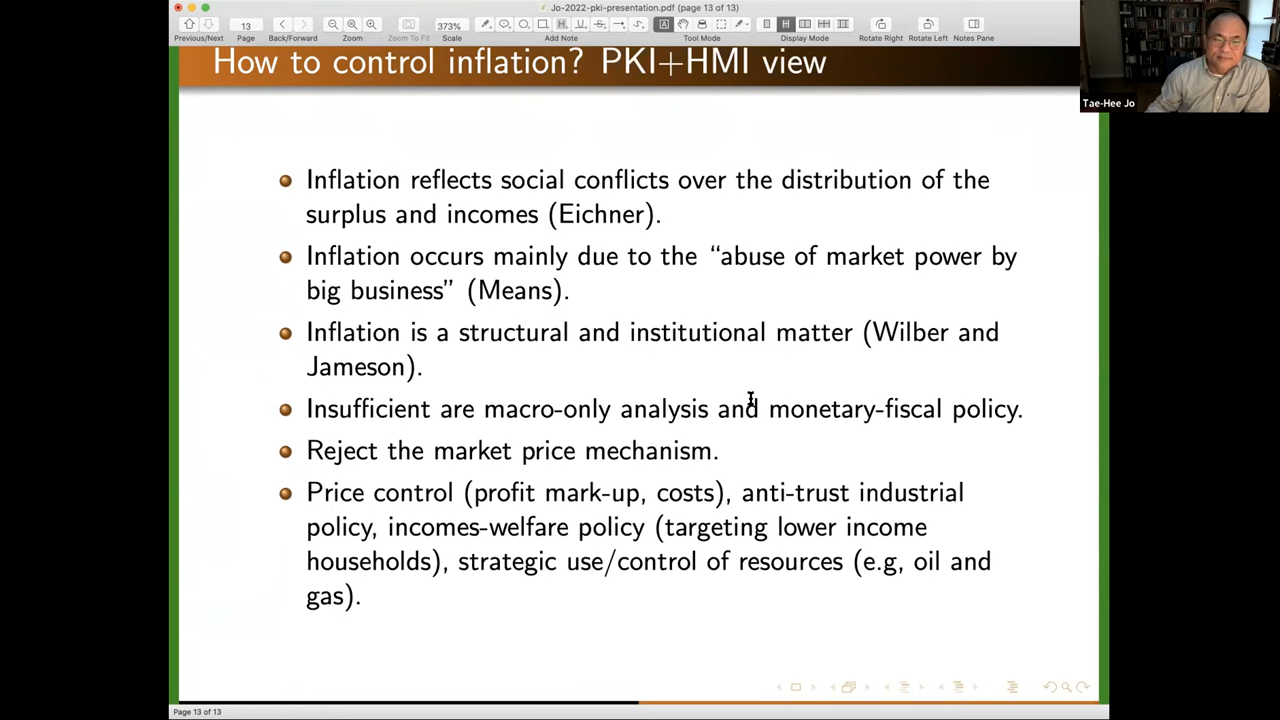 Jo-2022-pki-presentation.pdf (page 13 of 13)
13
373%
Previous/Next
Page
Back/Forward
Zoom
Zoom To Fit
Scale
Add Note
Tool Mode
Display Mode
Rotate Right
Rotate Left
Notes Pane
Tae-Hee Jo
How to control inflation? PKI+HMI view
Inflation reflects social conflicts over the distribution of the
surplus and incomes (Eichner).
Inflation occurs mainly due to the “abuse of market power by
big business” (Means).
Inflation is a structural and institutional matter (Wilber and
Jameson).
Insufficient are macro-only analysis and monetary-fiscal policy.
Reject the market price mechanism.
Price control (profit mark-up, costs), anti-trust industrial
policy, incomes-welfare policy (targeting lower income
households), strategic use/control of resources (e.g, oil and
gas).
Page 13 of 13